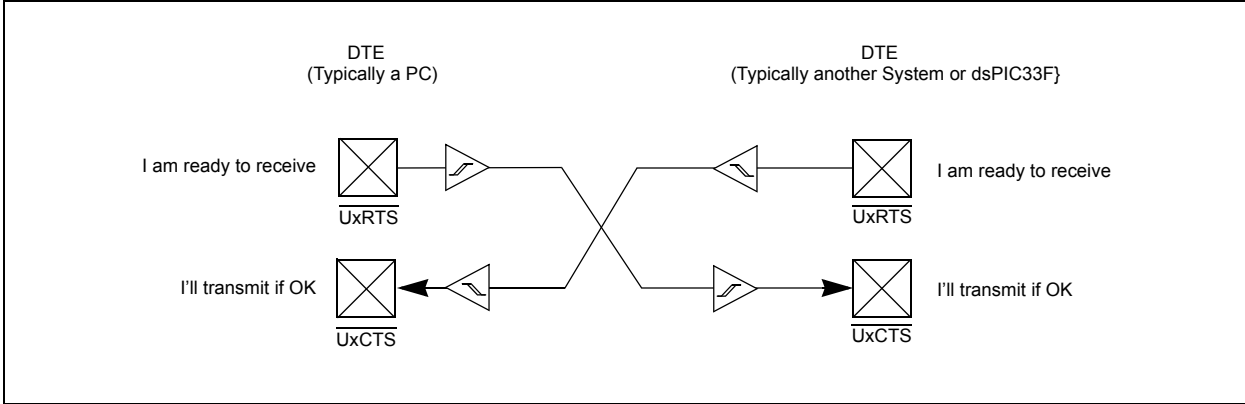 DTE
(Typically a PC)
DTE
(Typically another System or dsPIC33F}
I am ready to receive
UxRTS
UxRTS
I am ready to receive
I'll transmit if OK
UxCTS
UxCTS
I'll transmit if OK